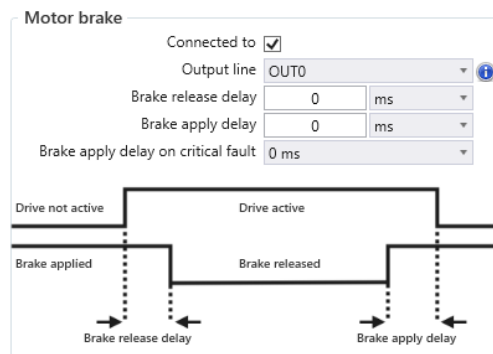 Motor brake
Connected to
Output line OUT0
Brake release delay 0 ms
Brake apply delay 0 ms
Brake apply delay on critical fault 0 ms
Drive not active Drive active
Brake applied Brake released
Brake release delay Brake apply delay